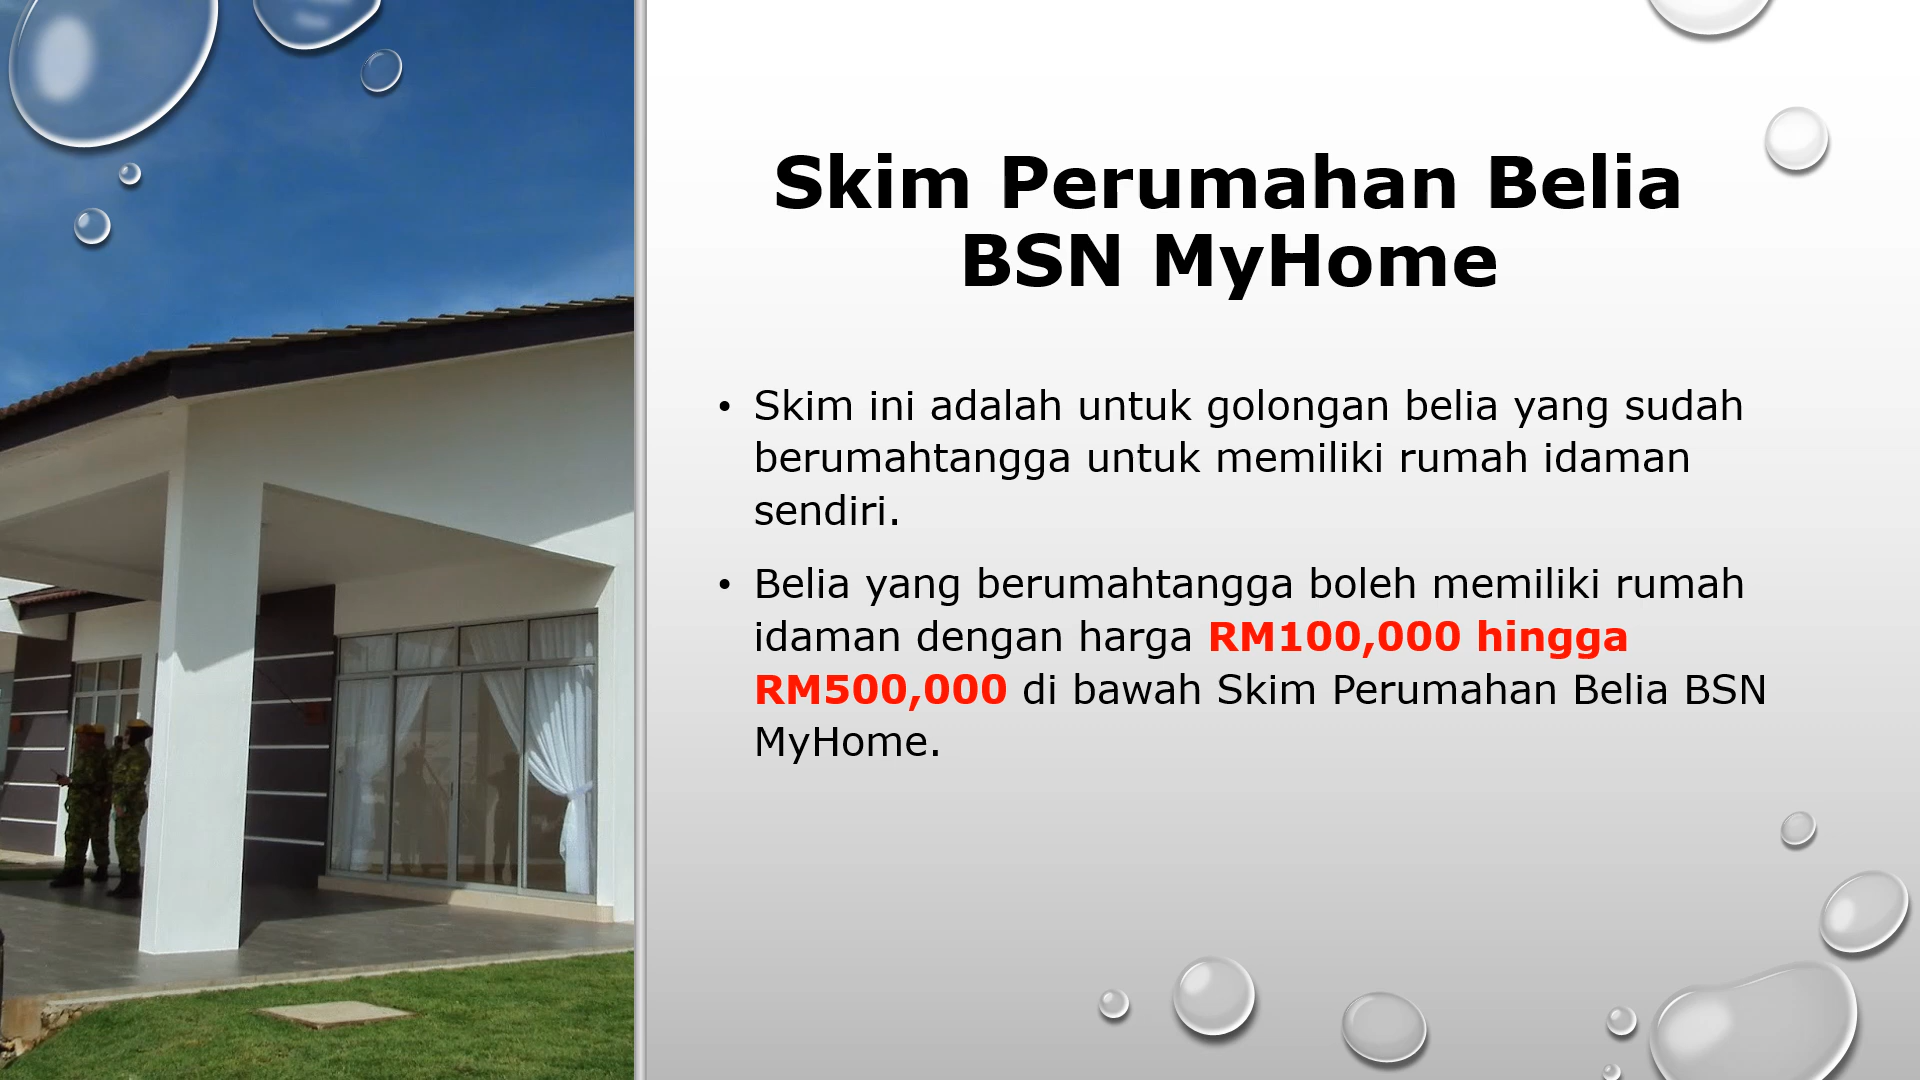 Skim Perumahan Belia
BSN MyHome
• Skim ini adalah untuk golongan belia yang sudah
berumahtangga untuk memiliki rumah idaman
sendiri.
• Belia yang berumahtangga boleh memiliki rumah
idaman dengan harga RM100,000 hingga
RM500,000 di bawah Skim Perumahan Belia BSN
MyHome.